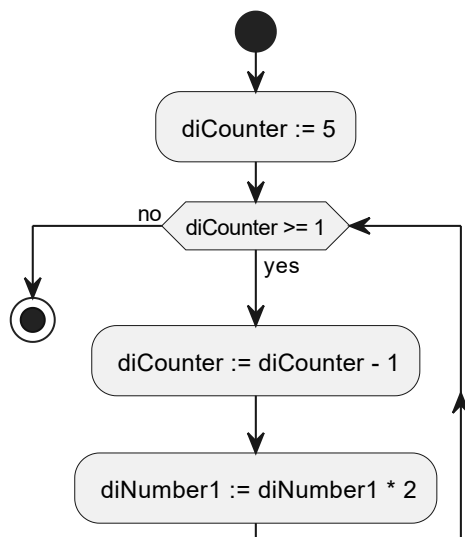 diCounter := 5
no
diCounter >= 1
yes
diCounter := diCounter - 1
diNumber1 := diNumber1 * 2